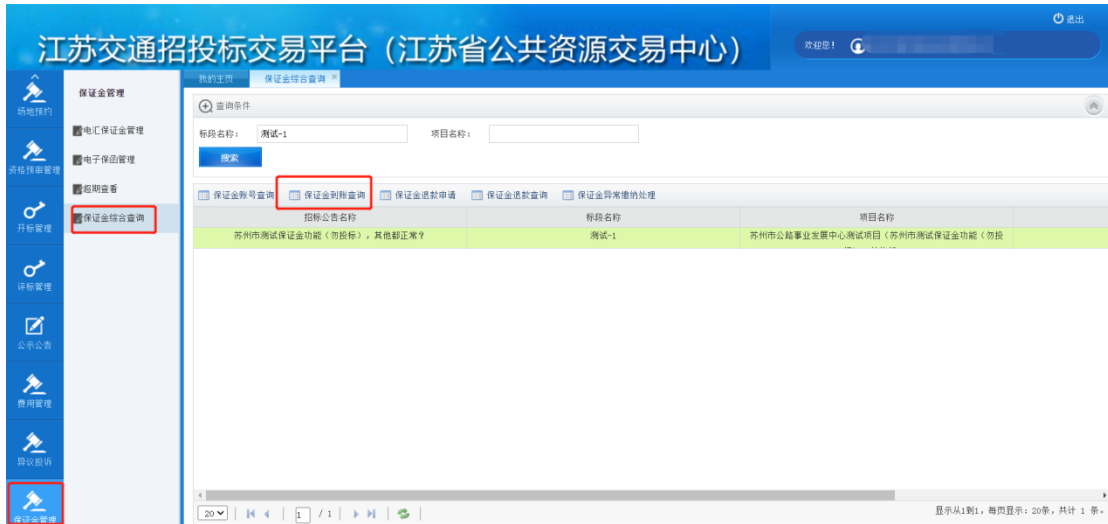 退出
江苏交通招投标交易平台（江苏省公共资源交易中心）
欢迎您！
我的主页 保证金综合查询
场地预约
资格预审管理
开标管理
评标管理
公示公告
费用管理
异议投诉
保证金管理
保证金管理
电汇保证金管理
电子保函管理
超期查看
保证金综合查询
查询条件
标段名称： 测试-1 项目名称：
搜索
保证金账号查询 保证金到账查询 保证金退款申请 保证金退款查询 保证金异常缴纳处理
招标公告名称 标段名称 项目名称
苏州市测试保证金功能（勿投标），其他都正常? 测试-1 苏州市公路事业发展中心测试项目（苏州市测试保证金功能（勿投
20 1 / 1 显示从1到1，每页显示：20条，共计 1 条。